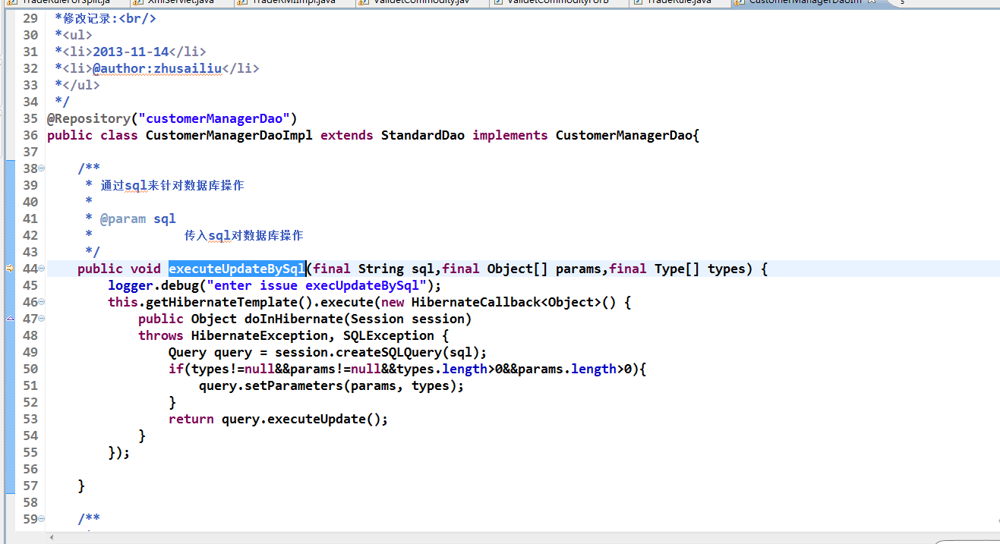 XmlServlet.java
TradeRMIImpl.java
TradeRule.java
29 *修改记录:<br/>
30 *<ul>
31 *<li>2013-11-14</li>
32 *<li>@author:zhusailiu</li>
33 *</ul>
34 */
35 @Repository("customerManagerDao")
36 public class CustomerManagerDaoImpl extends StandardDao implements CustomerManagerDao{
37
38 /**
39 * 通过sql来针对数据库操作
40 *
41 * @param sql
42 * 传入sql对数据库操作
43 */
44 public void executeUpdateBySql(final String sql,final Object[] params,final Type[] types) {
45 logger.debug("enter issue execUpdateBySql");
46 this.getHibernateTemplate().execute(new HibernateCallback<Object>() {
47 public Object doInHibernate(Session session)
48 throws HibernateException, SQLException {
49 Query query = session.createSQLQuery(sql);
50 if(types!=null&&params!=null&&types.length>0&&params.length>0){
51 query.setParameters(params, types);
52 }
53 return query.executeUpdate();
54 }
55 });
56
57 }
58
59 /**